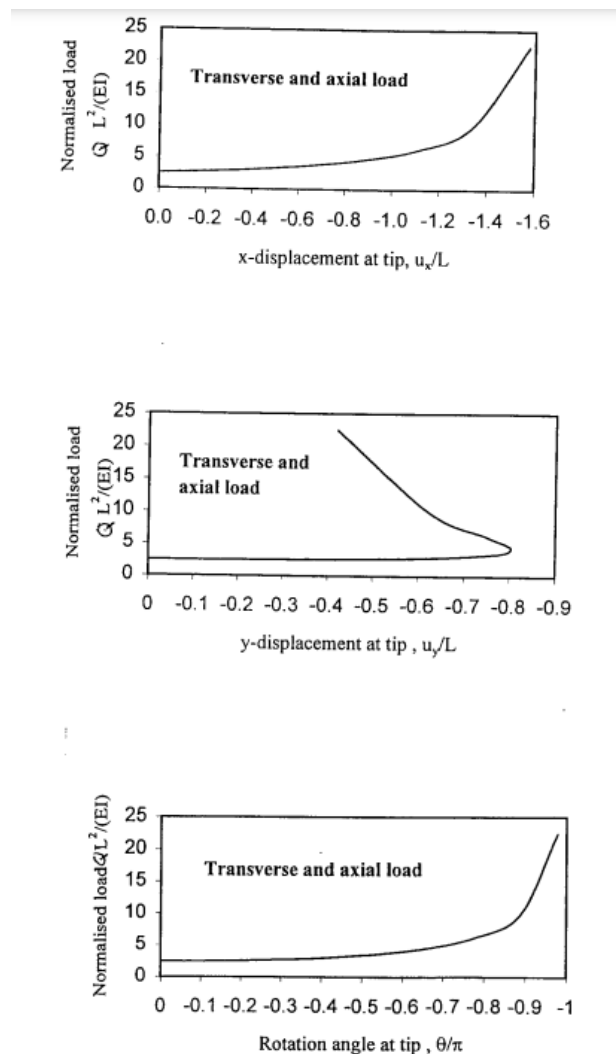 25
20
15
10
5
0
Normalised load
Q L²/(EI)
Transverse and axial load
0.0 -0.2 -0.4 -0.6 -0.8 -1.0 -1.2 -1.4 -1.6
x-displacement at tip, uₓ/L
25
20
15
10
5
0
Normalised load
Q L²/(EI)
Transverse and
axial load
0 -0.1 -0.2 -0.3 -0.4 -0.5 -0.6 -0.7 -0.8 -0.9
y-displacement at tip , u_y/L
25
20
15
10
5
0
Normalised load Q L²/(EI)
Transverse and axial load
0 -0.1 -0.2 -0.3 -0.4 -0.5 -0.6 -0.7 -0.8 -0.9 -1
Rotation angle at tip , θ/π